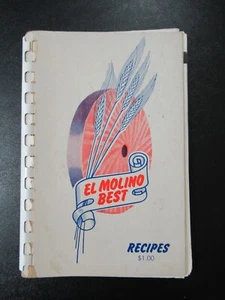 EL MOLINO
BEST
RECIPES
$1.00